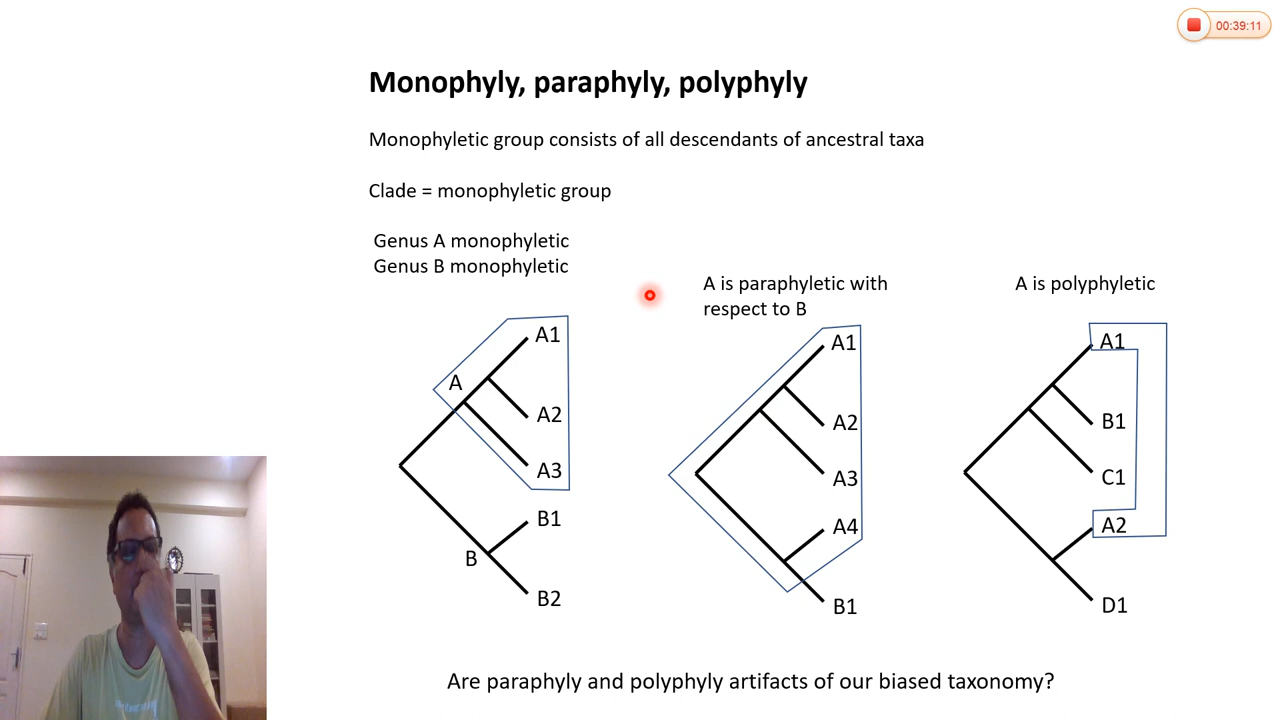 00:39:11
Monophyly, paraphyly, polyphyly
Monophyletic group consists of all descendants of ancestral taxa
Clade = monophyletic group
Genus A monophyletic
Genus B monophyletic
A
A1
A2
A3
B1
B
B2
A is paraphyletic with
respect to B
A1
A2
A3
A4
B1
A is polyphyletic
A1
B1
C1
A2
D1
Are paraphyly and polyphyly artifacts of our biased taxonomy?